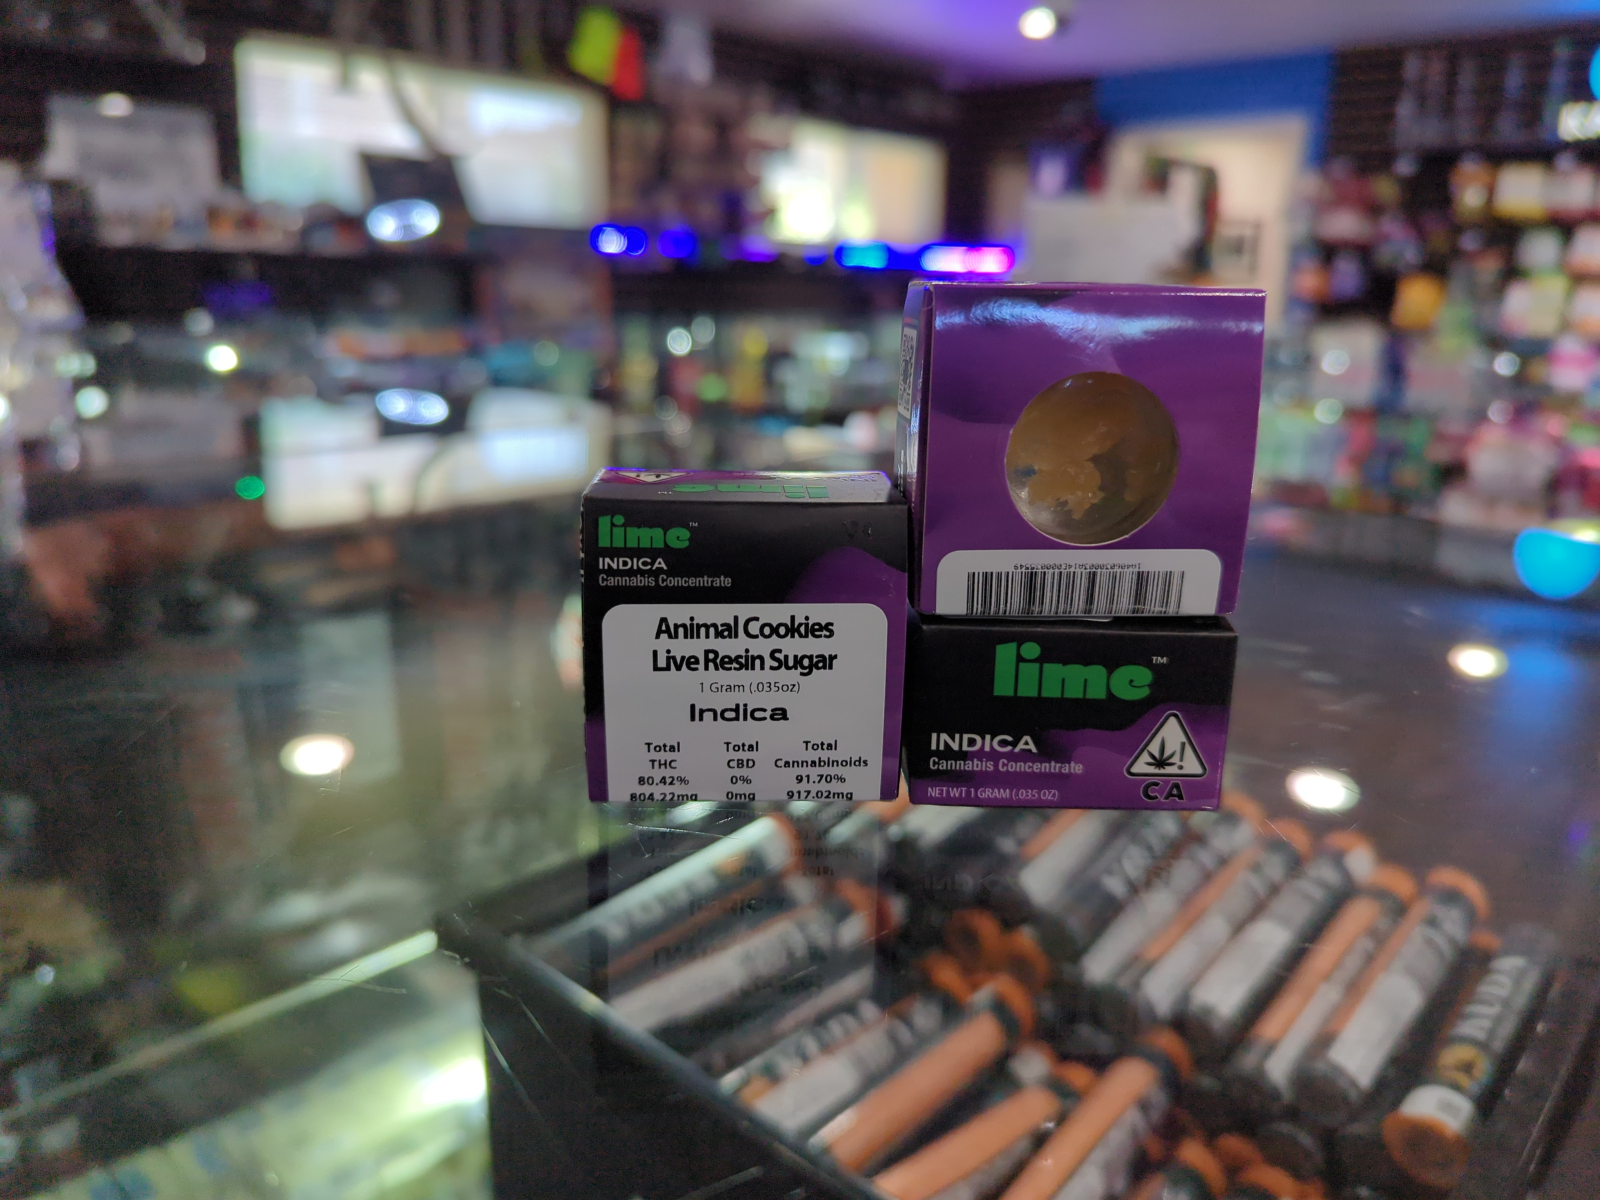 lime™
INDICA
Cannabis Concentrate
Animal Cookies
Live Resin Sugar
1 Gram (.035oz)
Indica
Total Total Total
THC CBD Cannabinoids
80.42% 0% 91.70%
804.22mg 0mg 917.02mg
lime
lime™
INDICA
Cannabis Concentrate
NET WT 1 GRAM (.035 OZ)
CA